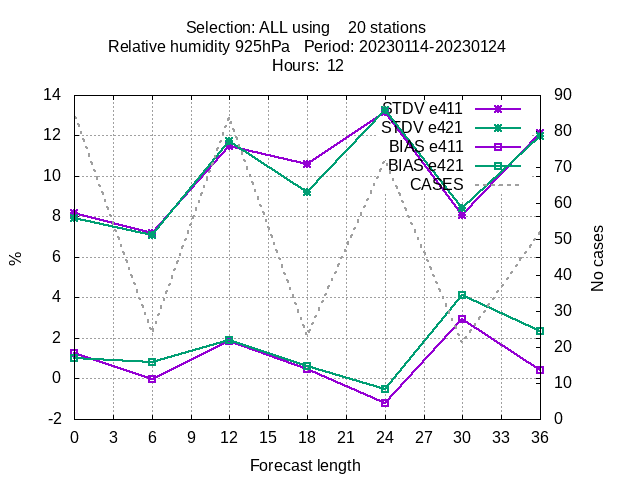 Selection: ALL using 20 stations
Relative humidity 925hPa Period: 20230114-20230124
Hours: 12
14
12
10
8
6
4
2
0
-2
90
80
70
60
50
40
30
20
10
0
STDV e411
STDV e421
BIAS e411
BIAS e421
CASES
%
No cases
0 3 6 9 12 15 18 21 24 27 30 33 36
Forecast length